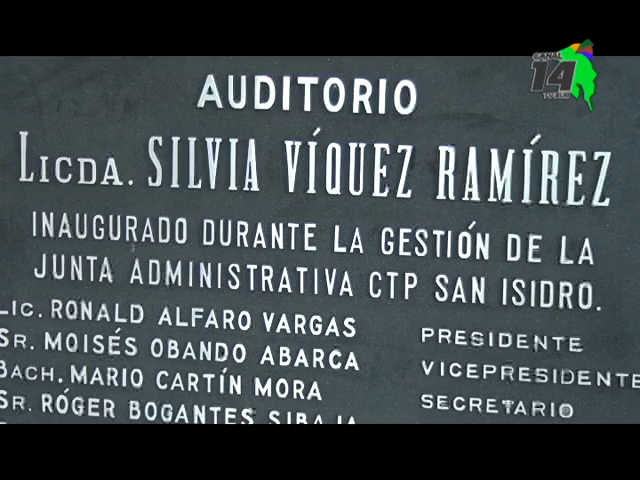 CANAL
14
AUDITORIO
LICDA. SILVIA VÍQUEZ RAMÍREZ
INAUGURADO DURANTE LA GESTIÓN DE LA
JUNTA ADMINISTRATIVA CTP SAN ISIDRO.
LIC. RONALD ALFARO VARGAS PRESIDENTE
SR. MOISÉS OBANDO ABARCA VICEPRESIDENTE
BACH. MARIO CARTÍN MORA SECRETARIO
SR. RÓGER BOGANTES SIBAJA